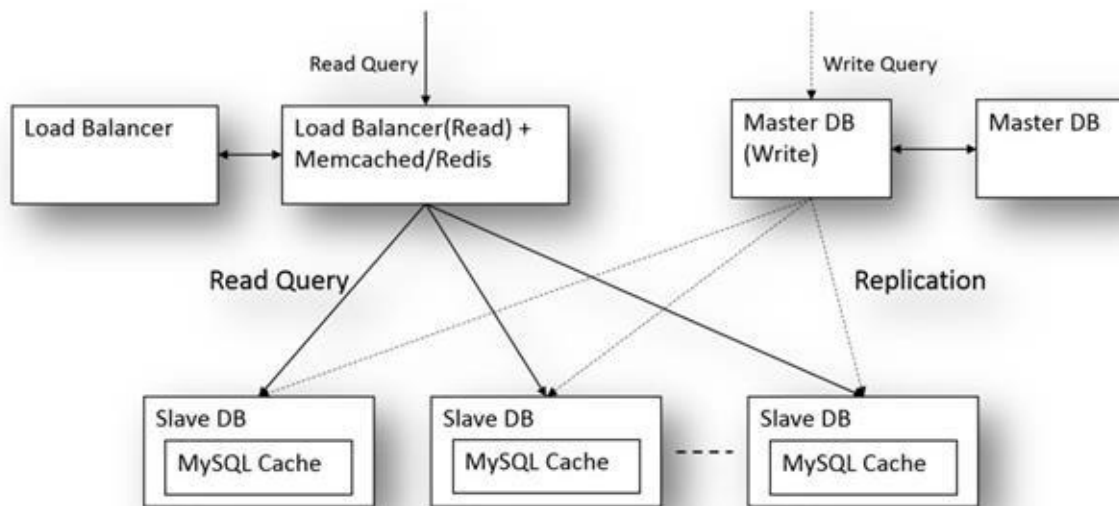 Read Query
Write Query
Load Balancer
Load Balancer(Read) +
Memcached/Redis
Master DB
(Write)
Master DB
Read Query
Replication
Slave DB
MySQL Cache
Slave DB
MySQL Cache
Slave DB
MySQL Cache